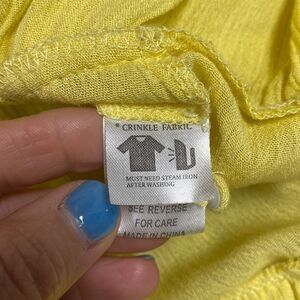 * CRINKLE FABRIC
MUST NEED STEAM IRON
AFTER WASHING
SEE REVERSE
FOR CARE
MADE IN CHINA